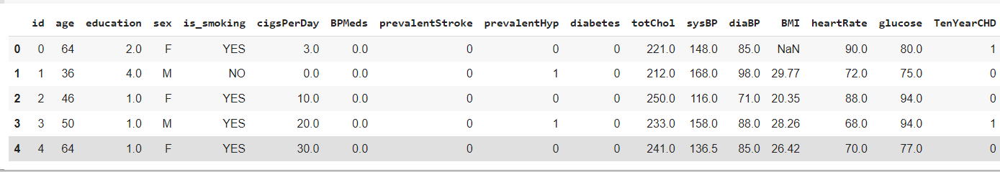 id age education sex is_smoking cigsPerDay BPMeds prevalentStroke prevalentHyp diabetes totChol sysBP diaBP BMI heartRate glucose TenYearCHD
0 0 64 2.0 F YES 3.0 0.0 0 0 0 221.0 148.0 85.0 NaN 90.0 80.0 1
1 1 36 4.0 M NO 0.0 0.0 0 1 0 212.0 168.0 98.0 29.77 72.0 75.0 0
2 2 46 1.0 F YES 10.0 0.0 0 0 0 250.0 116.0 71.0 20.35 88.0 94.0 0
3 3 50 1.0 M YES 20.0 0.0 0 1 0 233.0 158.0 88.0 28.26 68.0 94.0 1
4 4 64 1.0 F YES 30.0 0.0 0 0 0 241.0 136.5 85.0 26.42 70.0 77.0 0